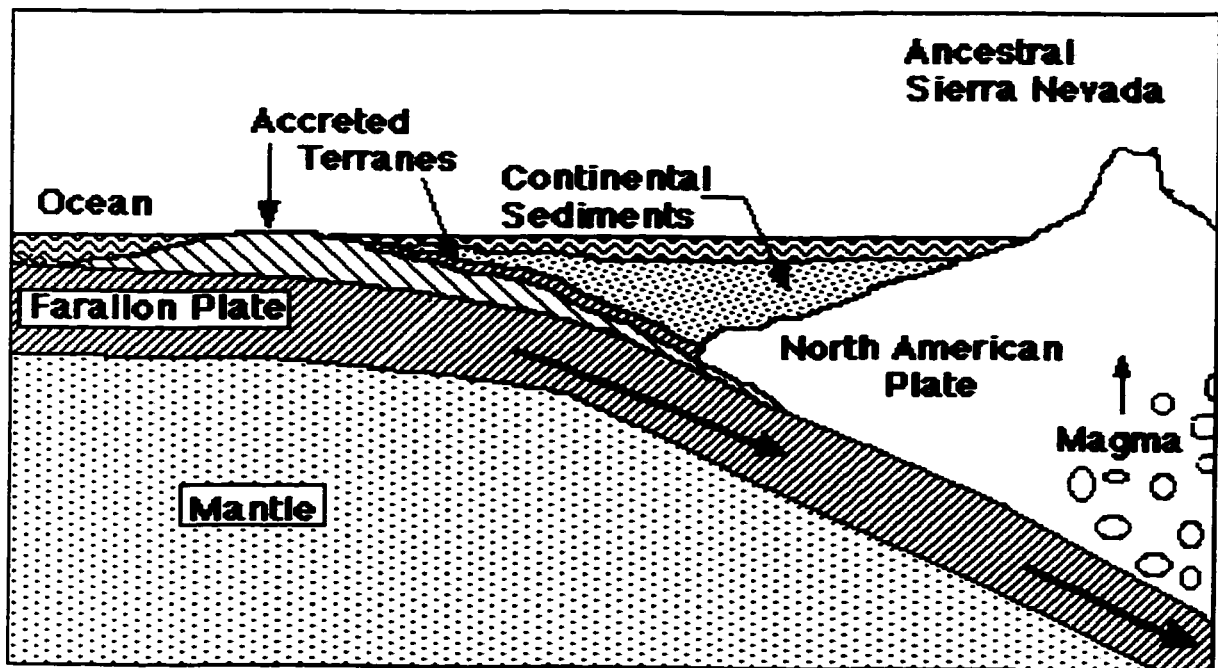 Ancestral
Sierra Nevada
Accreted
Terranes
Continental
Sediments
Ocean
Farallon Plate
North American
Plate
Magma
Mantle